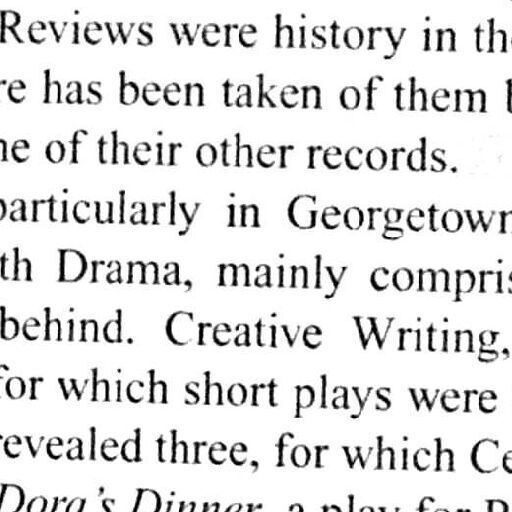 Reviews were history in th
re has been taken of them
ne of their other records.
particularly in Georgetown
th Drama, mainly compris
behind. Creative Writing,
for which short plays were
revealed three, for which Ce
Dora's Dinner, a play for